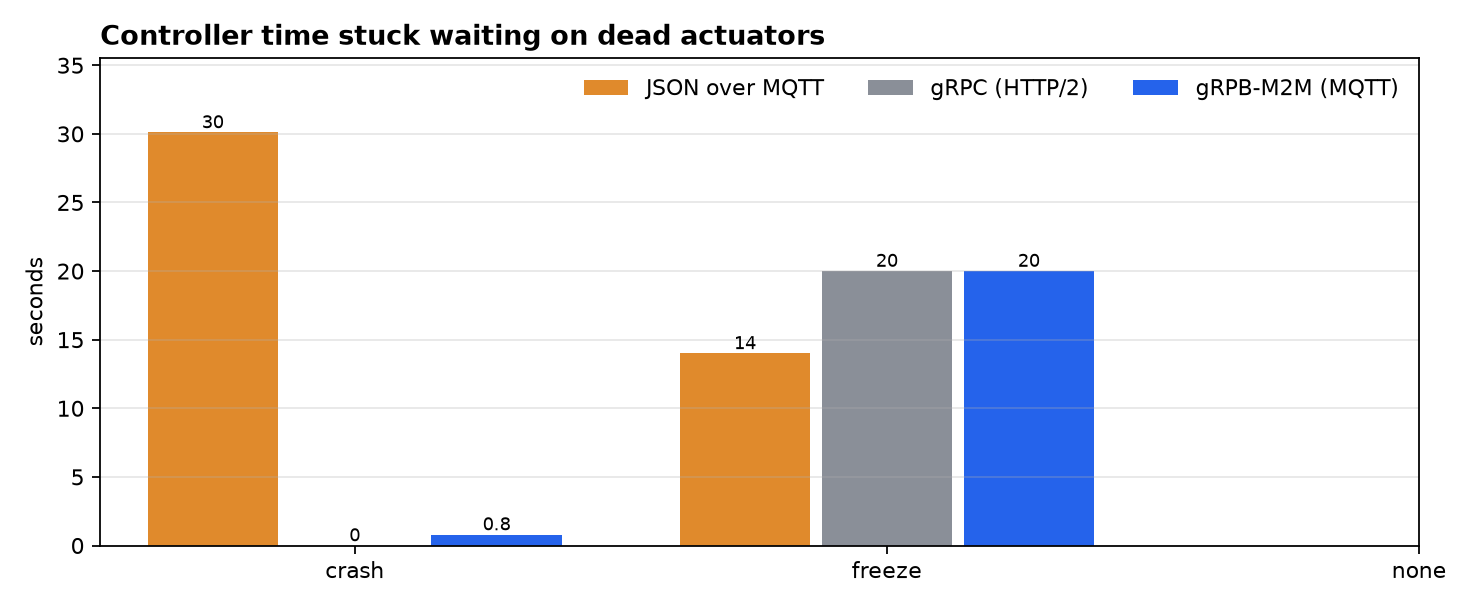 Controller time stuck waiting on dead actuators
JSON over MQTT
gRPC (HTTP/2)
gRPB-M2M (MQTT)
35
30
25
20
15
10
5
0
seconds
30
0
0.8
14
20
20
crash
freeze
none